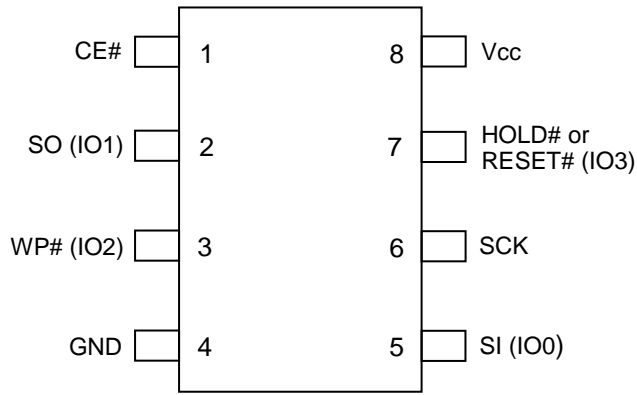 CE# 1 8 Vcc
SO (IO1) 2 7 HOLD# or
RESET# (IO3)
WP# (IO2) 3 6 SCK
GND 4 5 SI (IO0)